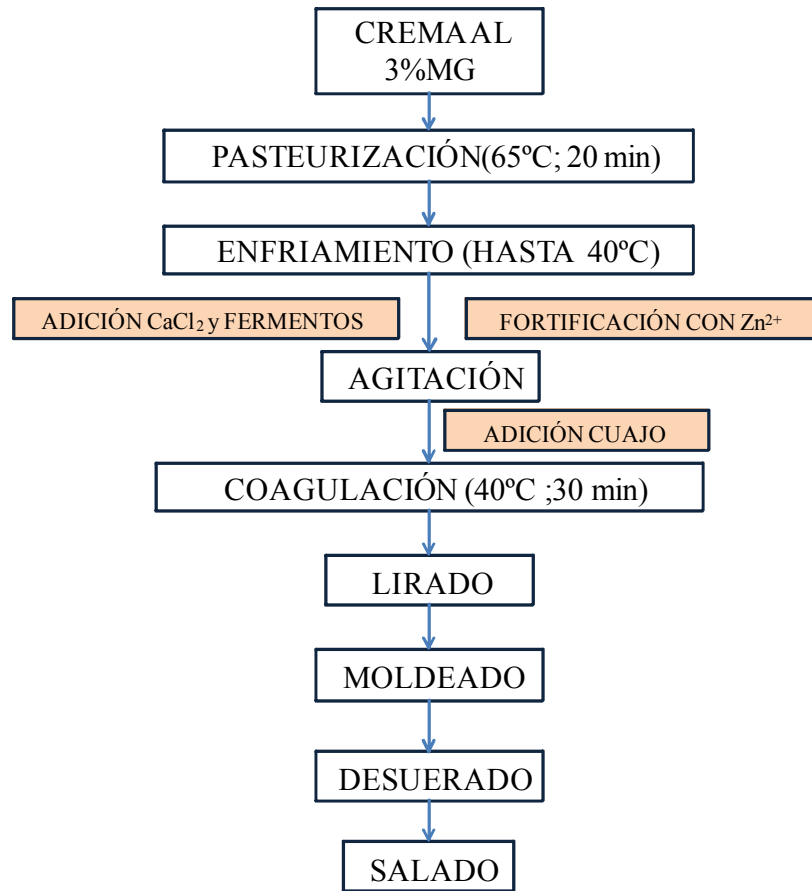 CREMA AL
3%MG
PASTEURIZACIÓN(65ºC; 20 min)
ENFRIAMIENTO (HASTA 40ºC)
ADICIÓN CaCl₂ y FERMENTOS
FORTIFICACIÓN CON Zn²⁺
AGITACIÓN
ADICIÓN CUAJO
COAGULACIÓN (40ºC ;30 min)
LIRADO
MOLDEADO
DESUERADO
SALADO